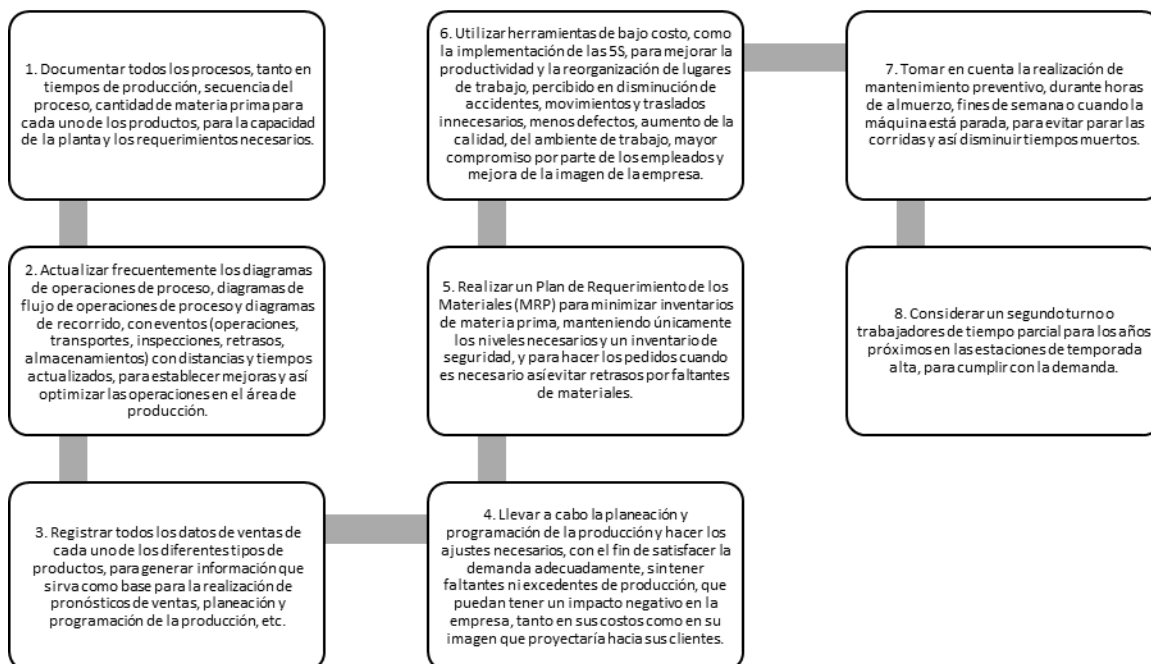 1. Documentar todos los procesos, tanto en
tiempos de producción, secuencia del
proceso, cantidad de materia prima para
cada uno de los productos, para la capacidad
de la planta y los requerimientos necesarios.
2. Actualizar frecuentemente los diagramas
de operaciones de proceso, diagramas de
flujo de operaciones de proceso y diagramas
de recorrido, con eventos (operaciones,
transportes, inspecciones, retrasos,
almacenamientos) con distancias y tiempos
actualizados, para establecer mejoras y así
optimizar las operaciones en el área de
producción.
3. Registrar todos los datos de ventas de
cada uno de los diferentes tipos de
productos, para generar información que
sirva como base para la realización de
pronósticos de ventas, planeación y
programación de la producción, etc.
4. Llevar a cabo la planeación y
programación de la producción y hacer los
ajustes necesarios, con el fin de satisfacer la
demanda adecuadamente, sin tener
faltantes ni excedentes de producción, que
puedan tener un impacto negativo en la
empresa, tanto en sus costos como en su
imagen que proyectaría hacia sus clientes.
5. Realizar un Plan de Requerimiento de los
Materiales (MRP) para minimizar inventarios
de materia prima, manteniendo únicamente
los niveles necesarios y un inventario de
seguridad, y para hacer los pedidos cuando
es necesario así evitar retrasos por faltantes
de materiales.
6. Utilizar herramientas de bajo costo, como
la implementación de las 5S, para mejorar la
productividad y la reorganización de lugares
de trabajo, percibido en disminución de
accidentes, movimientos y traslados
innecesarios, menos defectos, aumento de la
calidad, del ambiente de trabajo, mayor
compromiso por parte de los empleados y
mejora de la imagen de la empresa.
7. Tomar en cuenta la realización de
mantenimiento preventivo, durante horas
de almuerzo, fines de semana o cuando la
máquina está parada, para evitar parar las
corridas y así disminuir tiempos muertos.
8. Considerar un segundo turno o
trabajadores de tiempo parcial para los años
próximos en las estaciones de temporada
alta, para cumplir con la demanda.